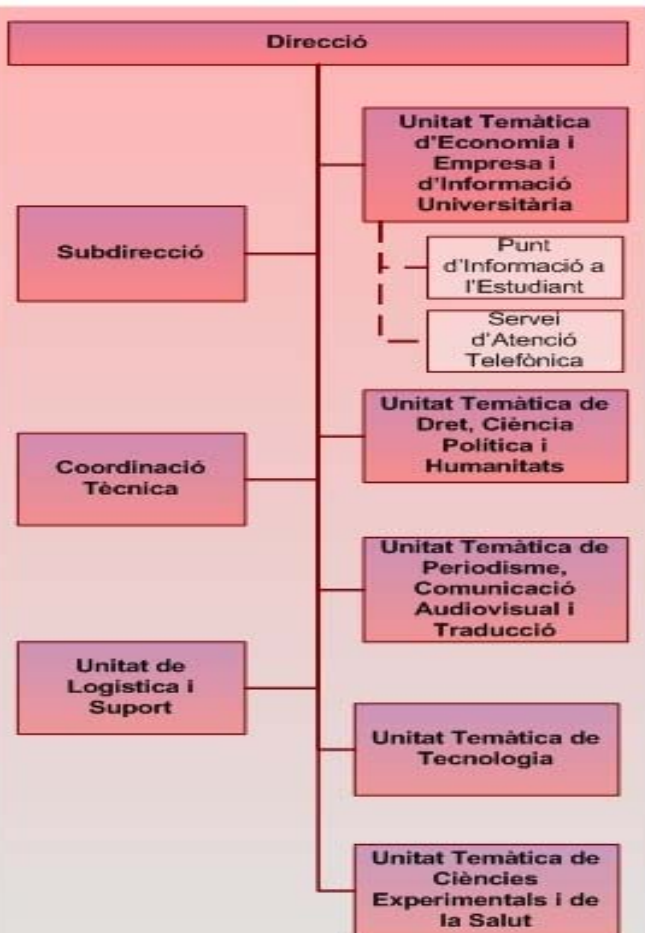 Direcció
Unitat Temàtica
d'Economia i
Empresa i
d'Informació
Universitària
Punt
d'Informació a
l'Estudiant
Servei
d'Atenció
Telefònica
Subdirecció
Unitat Temàtica de
Dret, Ciència
Política i
Humanitats
Coordinació
Tècnica
Unitat Temàtica de
Periodisme,
Comunicació
Audiovisual i
Traducció
Unitat de
Logística i
Suport
Unitat Temàtica de
Tecnologia
Unitat Temàtica de
Ciències
Experimentals i de
la Salut